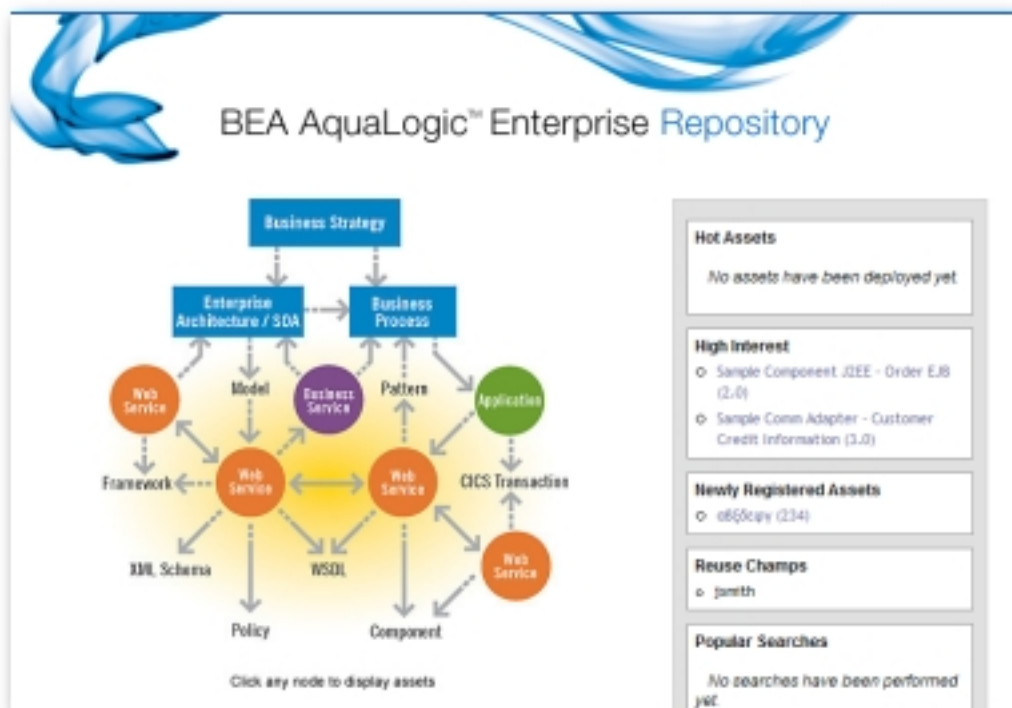 BEA AquaLogic™ Enterprise Repository
Business Strategy
Enterprise
Architecture / SOA
Business
Process
Web
Service
Model
Business
Service
Pattern
Application
Framework
Web
Service
Web
Service
CICS Transaction
XML Schema
WSDL
Web
Service
Policy
Component
Click any node to display assets
Hot Assets
No assets have been deployed yet.
High Interest
Sample Component J2EE - Order EJB
(2.0)
Sample Comm Adapter - Customer
Credit Information (3.0)
Newly Registered Assets
(234)
Reuse Champs
jsmith
Popular Searches
No searches have been performed
yet.